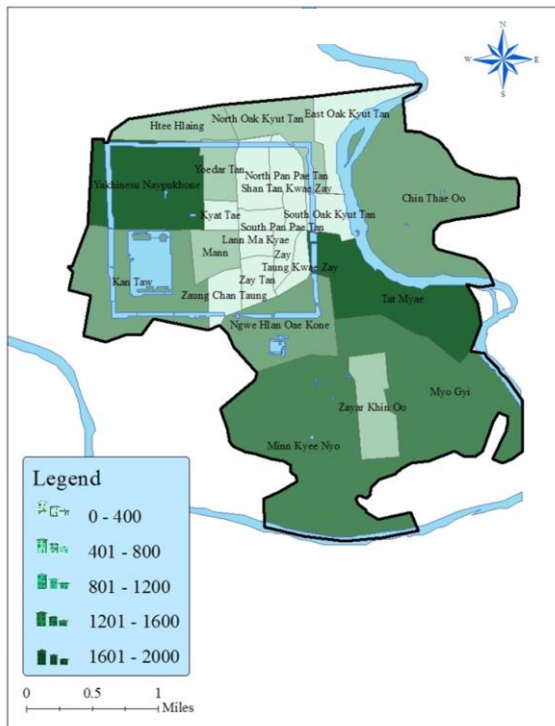 N
W E
S
East Oak Kyut Tan
North Oak Kyut Tan
Htee Hlaing
Yoedar Tan
North Pan Pae Tan
Yakhinesu Naypukhone
Shan Tan Kwae Zay
Chin Thae Oo
Kyat Tae
South Oak Kyut Tan
South Pan Pae Tan
Lann Ma Kyae
Mann
Zay
Taung Kwae Zay
Kan Taw
Zay Tan
Zaung Chan Taung
Tat Myae
Ngwe Hlan Oae Kone
Myo Gyi
Zayar Khin Oo
Minn Kyee Nyo
Legend
0 - 400
401 - 800
801 - 1200
1201 - 1600
1601 - 2000
0 0.5 1
Miles